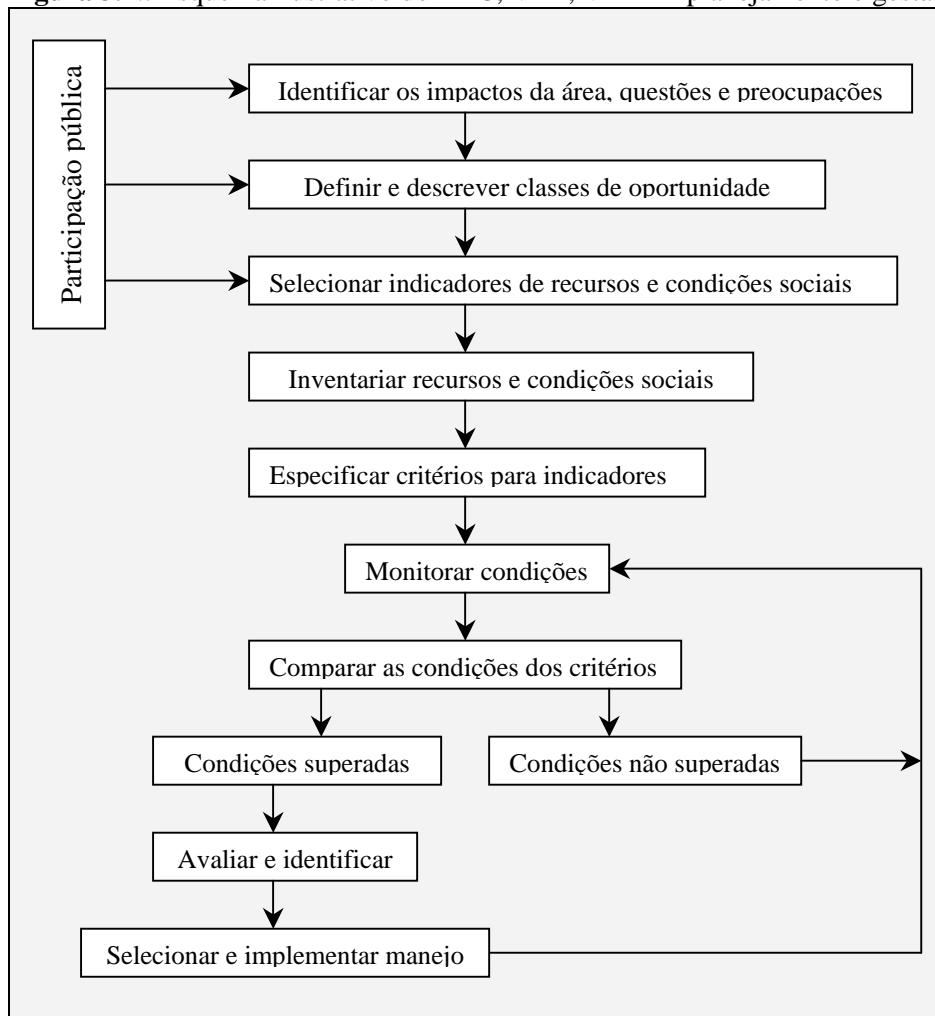 Participação pública
Identificar os impactos da área, questões e preocupações
Definir e descrever classes de oportunidade
Selecionar indicadores de recursos e condições sociais
Inventariar recursos e condições sociais
Especificar critérios para indicadores
Monitorar condições
Comparar as condições dos critérios
Condições superadas
Condições não superadas
Avaliar e identificar
Selecionar e implementar manejo